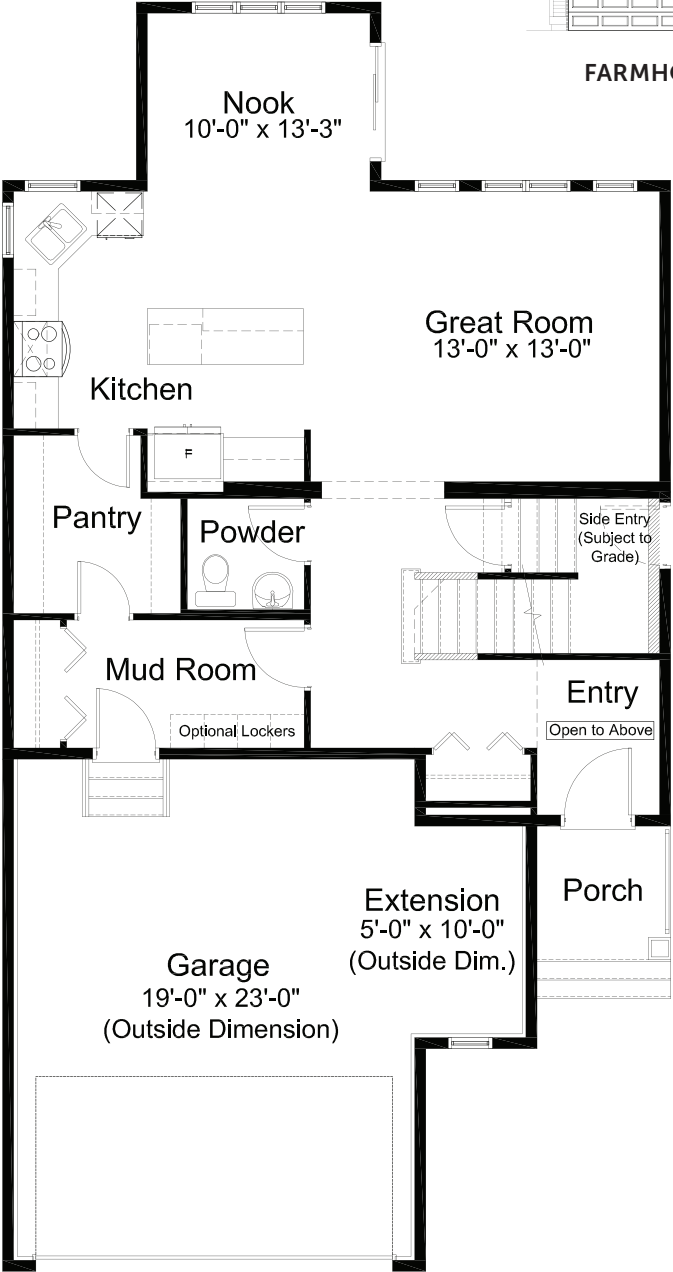 FARMH
Nook
10'-0" x 13'-3"
Great Room
13'-0" x 13'-0"
Kitchen
F
Pantry
Powder
Side Entry
(Subject to
Grade)
Mud Room
Optional Lockers
Entry
Open to Above
Extension
5'-0" x 10'-0"
(Outside Dim.)
Porch
Garage
19'-0" x 23'-0"
(Outside Dimension)